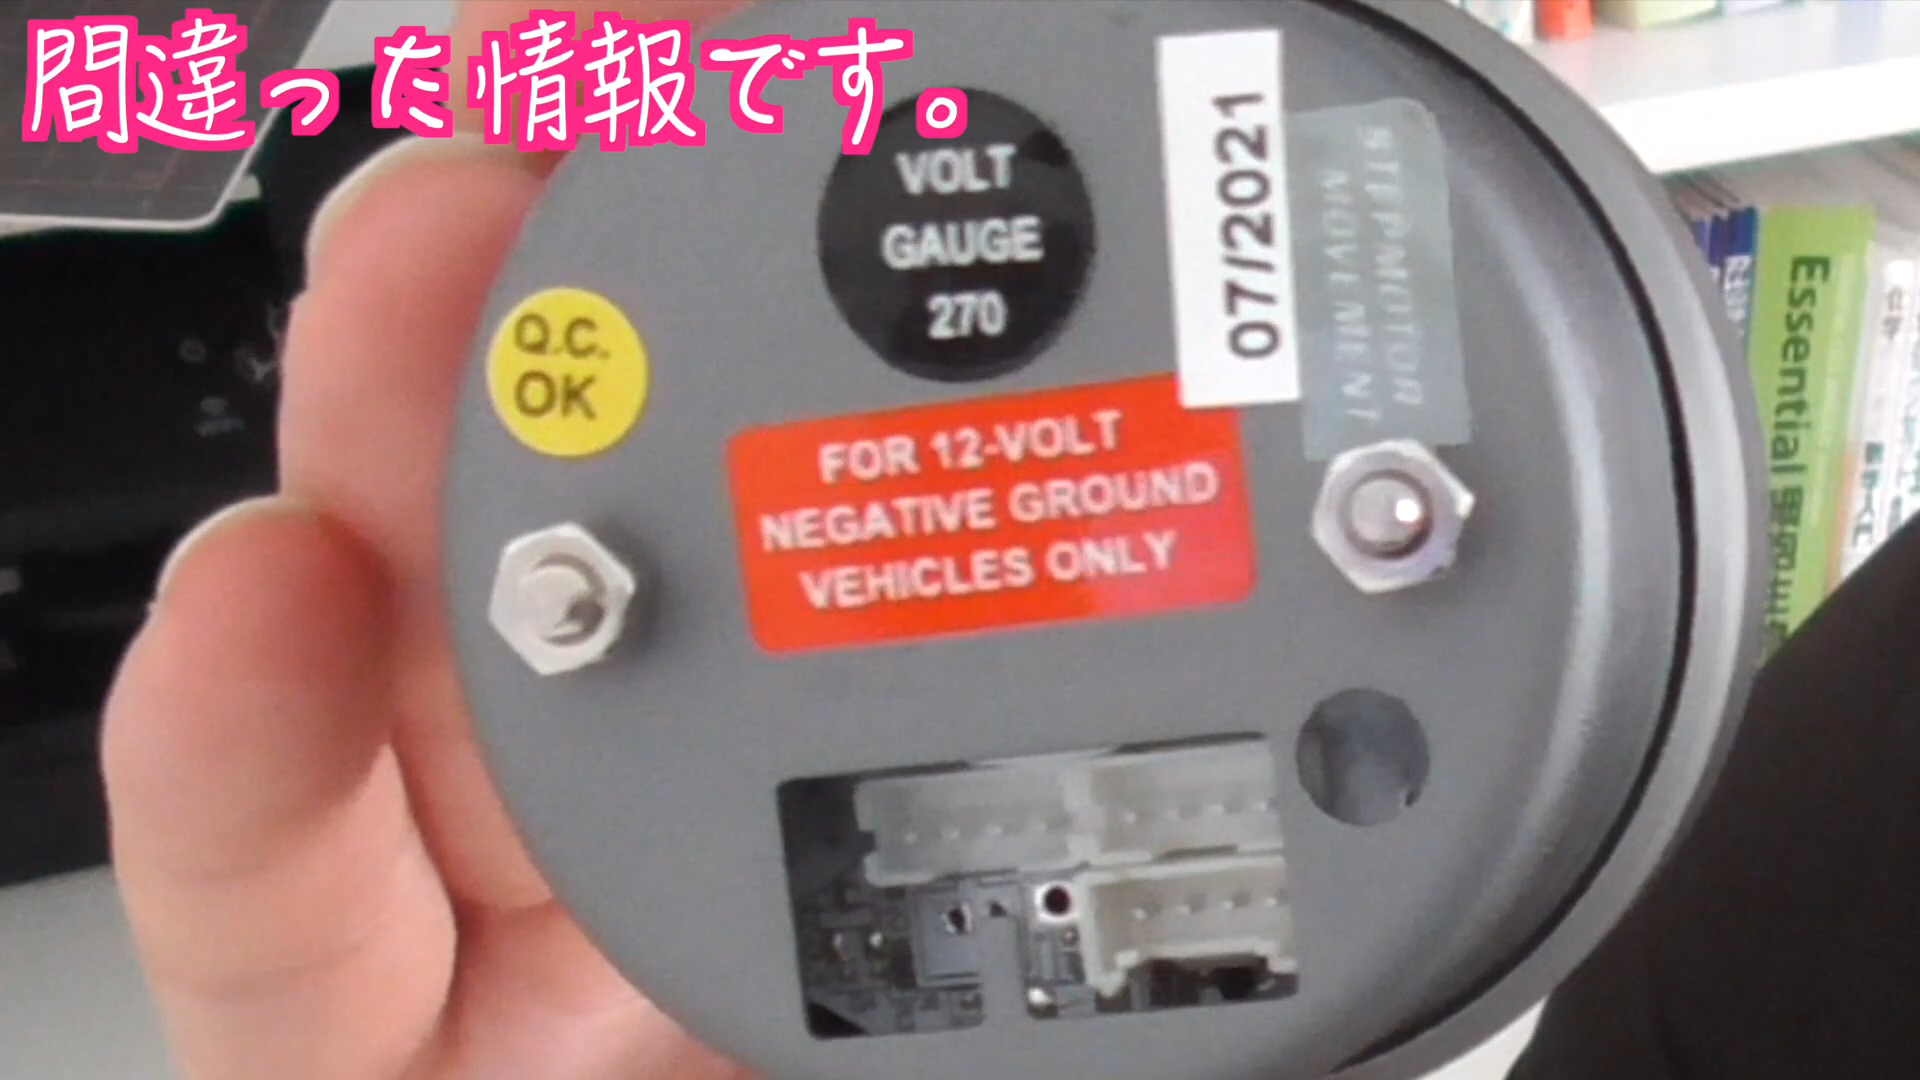 間違った情報です。
VOLT
GAUGE
270
07/2021
STEPMOTOR
MOVEMENT
Q.C.
OK
FOR 12-VOLT
NEGATIVE GROUND
VEHICLES ONLY
Essential